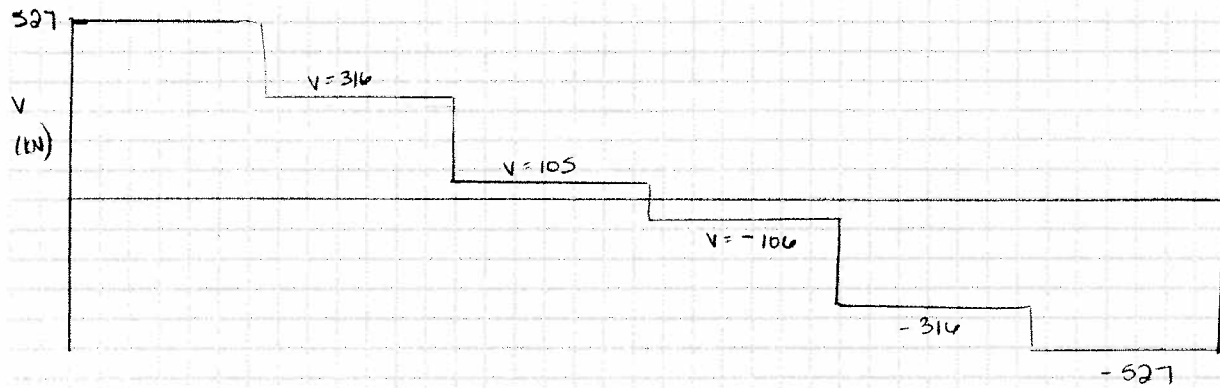 527
V
(kN)
V = 316
V = 105
V = -106
- 316
- 527